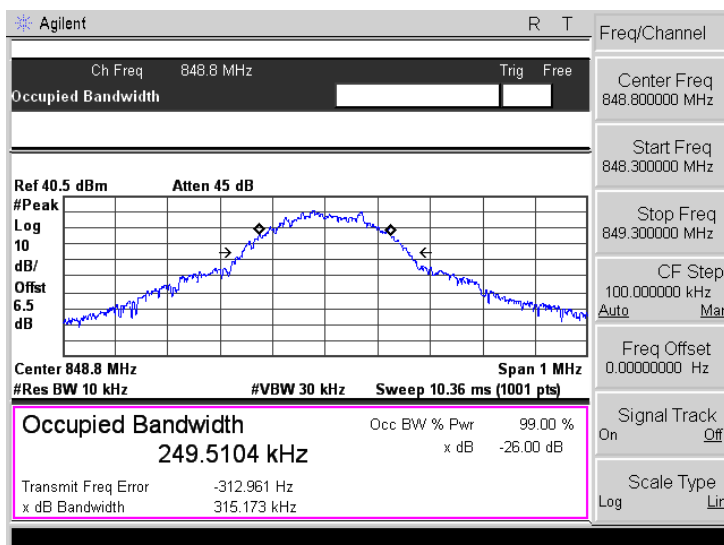 Agilent R T
Ch Freq 848.8 MHz Trig Free
Occupied Bandwidth
Ref 40.5 dBm Atten 45 dB
#Peak
Log
10
dB/
Offst
6.5
dB
Center 848.8 MHz Span 1 MHz
#Res BW 10 kHz #VBW 30 kHz Sweep 10.36 ms (1001 pts)
Occupied Bandwidth
249.5104 kHz
Occ BW % Pwr 99.00 %
x dB -26.00 dB
Transmit Freq Error -312.961 Hz
x dB Bandwidth 315.173 kHz
Freq/Channel
Center Freq
848.800000 MHz
Start Freq
848.300000 MHz
Stop Freq
849.300000 MHz
CF Step
100.000000 kHz
Auto Mar
Freq Offset
0.00000000 Hz
Signal Track
On Off
Scale Type
Log Lin